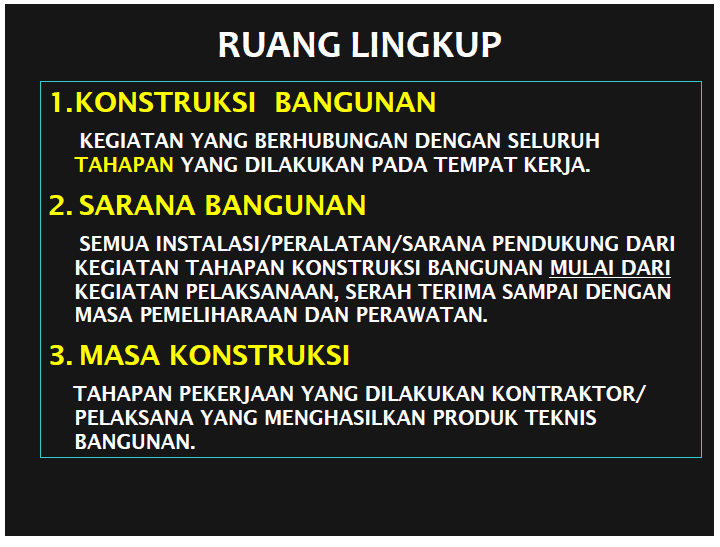 RUANG LINGKUP
1.KONSTRUKSI BANGUNAN
KEGIATAN YANG BERHUBUNGAN DENGAN SELURUH
TAHAPAN YANG DILAKUKAN PADA TEMPAT KERJA.
2. SARANA BANGUNAN
SEMUA INSTALASI/PERALATAN/SARANA PENDUKUNG DARI
KEGIATAN TAHAPAN KONSTRUKSI BANGUNAN MULAI DARI
KEGIATAN PELAKSANAAN, SERAH TERIMA SAMPAI DENGAN
MASA PEMELIHARAAN DAN PERAWATAN.
3. MASA KONSTRUKSI
TAHAPAN PEKERJAAN YANG DILAKUKAN KONTRAKTOR/
PELAKSANA YANG MENGHASILKAN PRODUK TEKNIS
BANGUNAN.